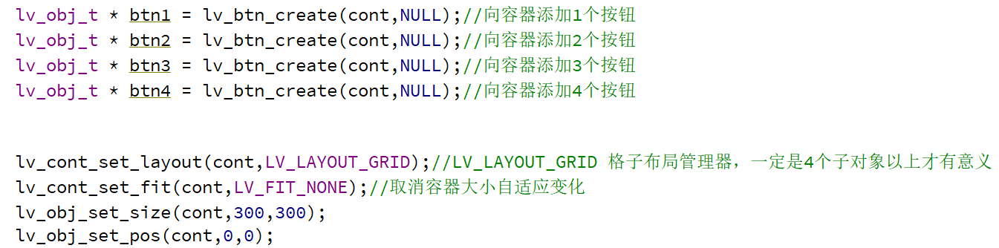 lv_obj_t * btn1 = lv_btn_create(cont,NULL);//向容器添加1个按钮
lv_obj_t * btn2 = lv_btn_create(cont,NULL);//向容器添加2个按钮
lv_obj_t * btn3 = lv_btn_create(cont,NULL);//向容器添加3个按钮
lv_obj_t * btn4 = lv_btn_create(cont,NULL);//向容器添加4个按钮
lv_cont_set_layout(cont,LV_LAYOUT_GRID);//LV_LAYOUT_GRID 格子布局管理器，一定是4个子对象以上才有意义
lv_cont_set_fit(cont,LV_FIT_NONE);//取消容器大小自适应变化
lv_obj_set_size(cont,300,300);
lv_obj_set_pos(cont,0,0);